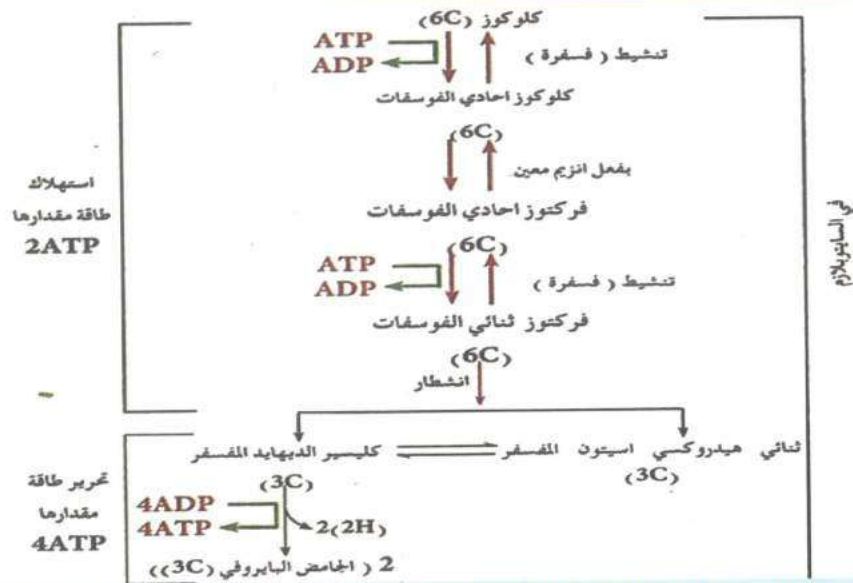 كلوكوز (6C)
ATP
ADP
تنشيط ( فسفرة )
كلوكوز احادي الفوسفات
(6C)
بفعل انزيم معين
فركتوز احادي الفوسفات
(6C)
ATP
ADP
تنشيط ( فسفرة )
فركتوز ثنائي الفوسفات
(6C)
انشطار
استهلاك
طاقة مقدارها
2ATP
في السايتوبلازم
ثنائي هيدروكسي اسيتون المفسفر
(3C)
كليسير الديهايد المفسفر
(3C)
4ADP
4ATP
2(2H)
2 ( الحامض البايروفي (3C))
تحرير طاقة
مقدارها
4ATP